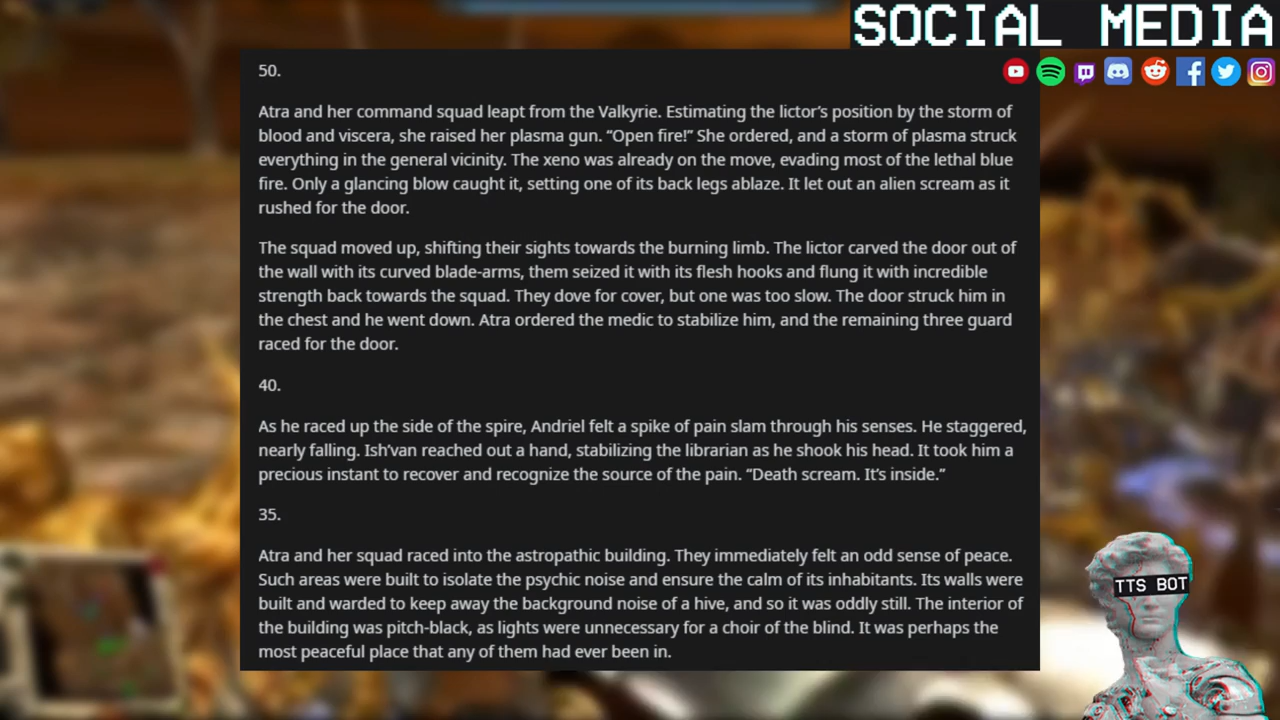 SOCIAL MEDIA
50.
Atra and her command squad leapt from the Valkyrie. Estimating the lictor’s position by the storm of
blood and viscera, she raised her plasma gun. “Open fire!” She ordered, and a storm of plasma struck
everything in the general vicinity. The xeno was already on the move, evading most of the lethal blue
fire. Only a glancing blow caught it, setting one of its back legs ablaze. It let out an alien scream as it
rushed for the door.
The squad moved up, shifting their sights towards the burning limb. The lictor carved the door out of
the wall with its curved blade-arms, them seized it with its flesh hooks and flung it with incredible
strength back towards the squad. They dove for cover, but one was too slow. The door struck him in
the chest and he went down. Atra ordered the medic to stabilize him, and the remaining three guard
raced for the door.
40.
As he raced up the side of the spire, Andriel felt a spike of pain slam through his senses. He staggered,
nearly falling. Ish’van reached out a hand, stabilizing the librarian as he shook his head. It took him a
precious instant to recover and recognize the source of the pain. “Death scream. It’s inside.”
35.
Atra and her squad raced into the astropathic building. They immediately felt an odd sense of peace.
Such areas were built to isolate the psychic noise and ensure the calm of its inhabitants. Its walls were
built and warded to keep away the background noise of a hive, and so it was oddly still. The interior of
the building was pitch-black, as lights were unnecessary for a choir of the blind. It was perhaps the
most peaceful place that any of them had ever been in.
TTS BOT